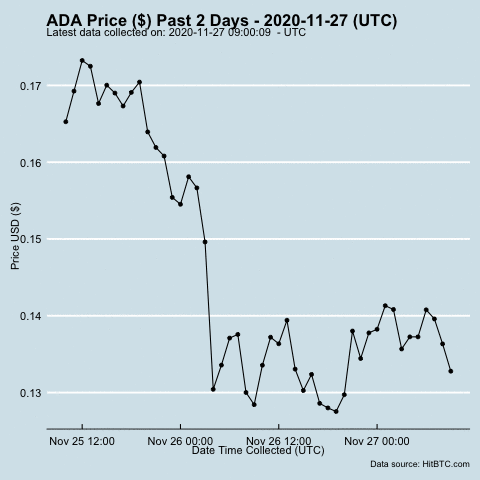 ADA Price ($) Past 2 Days - 2020-11-27 (UTC)
Latest data collected on: 2020-11-27 09:00:09 - UTC
0.17
0.16
0.15
0.14
0.13
Price USD ($)
Nov 25 12:00 Nov 26 00:00 Nov 26 12:00 Nov 27 00:00
Date Time Collected (UTC)
Data source: HitBTC.com